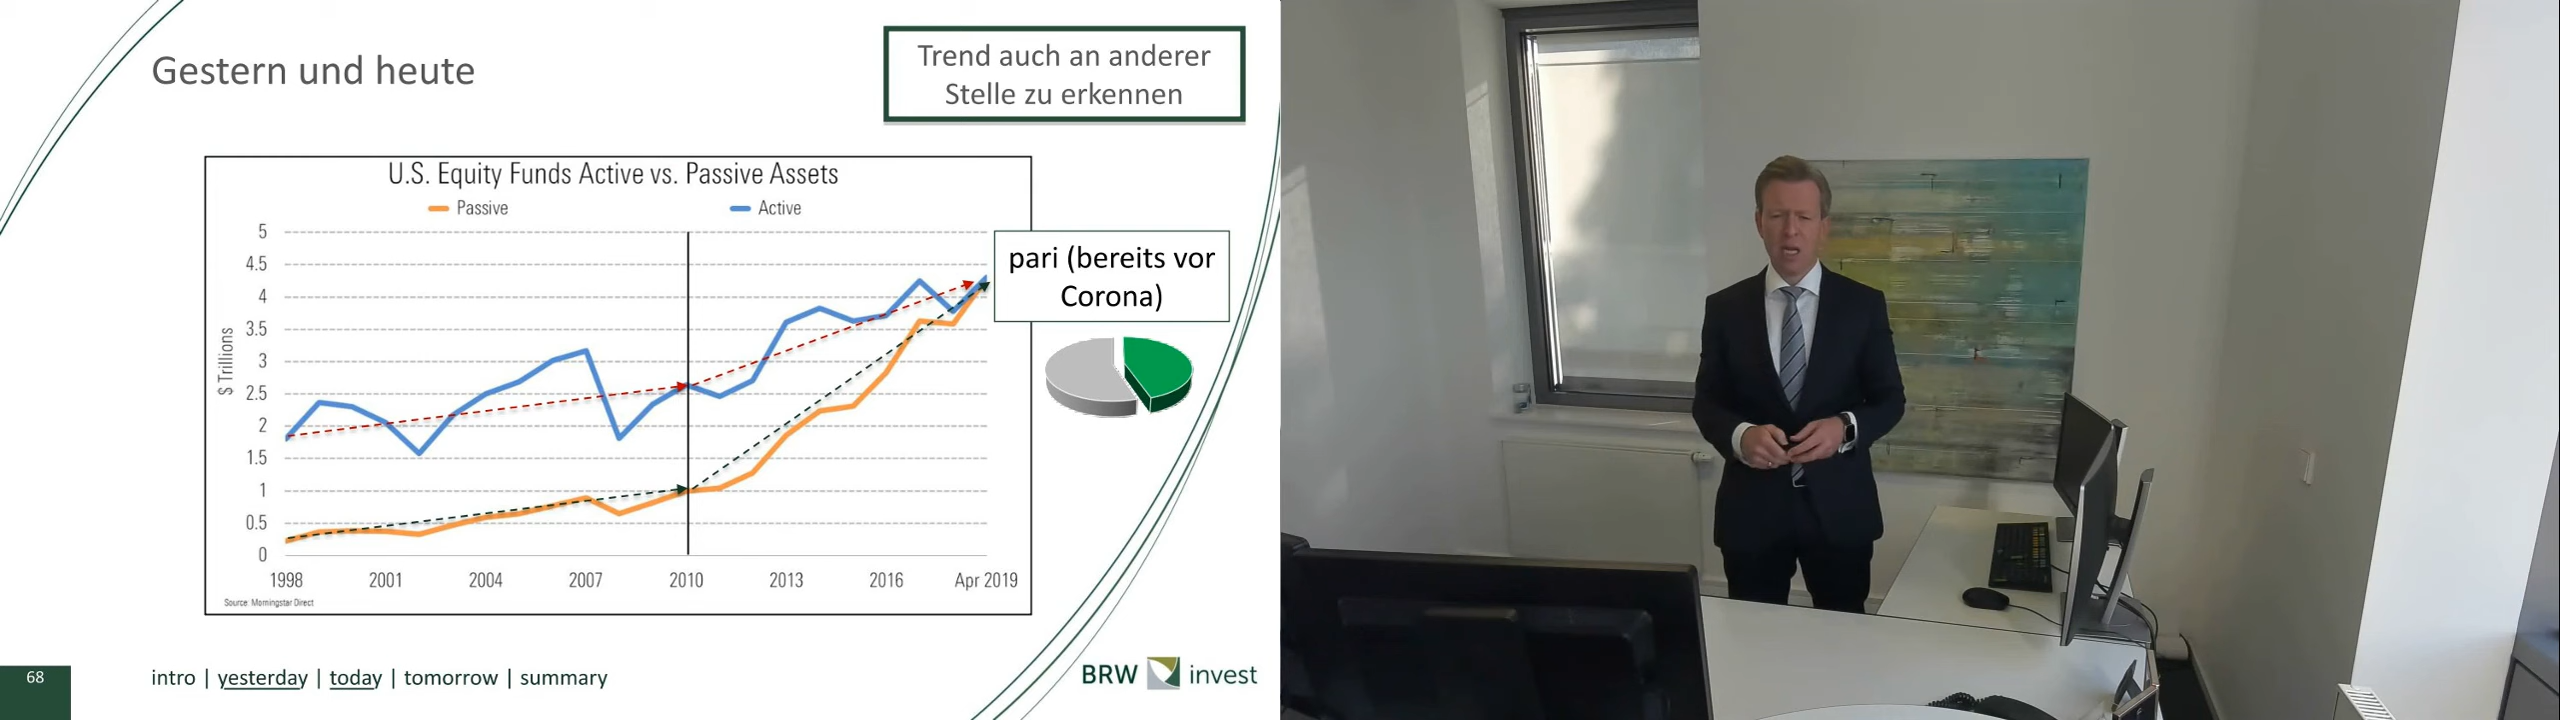 Gestern und heute
Trend auch an anderer
Stelle zu erkennen
U.S. Equity Funds Active vs. Passive Assets
Passive
Active
$ Trillions
5
4.5
4
3.5
3
2.5
2
1.5
1
0.5
0
1998 2001 2004 2007 2010 2013 2016 Apr 2019
Source: Morningstar Direct
pari (bereits vor
Corona)
68
intro | yesterday | today | tomorrow | summary
BRW invest